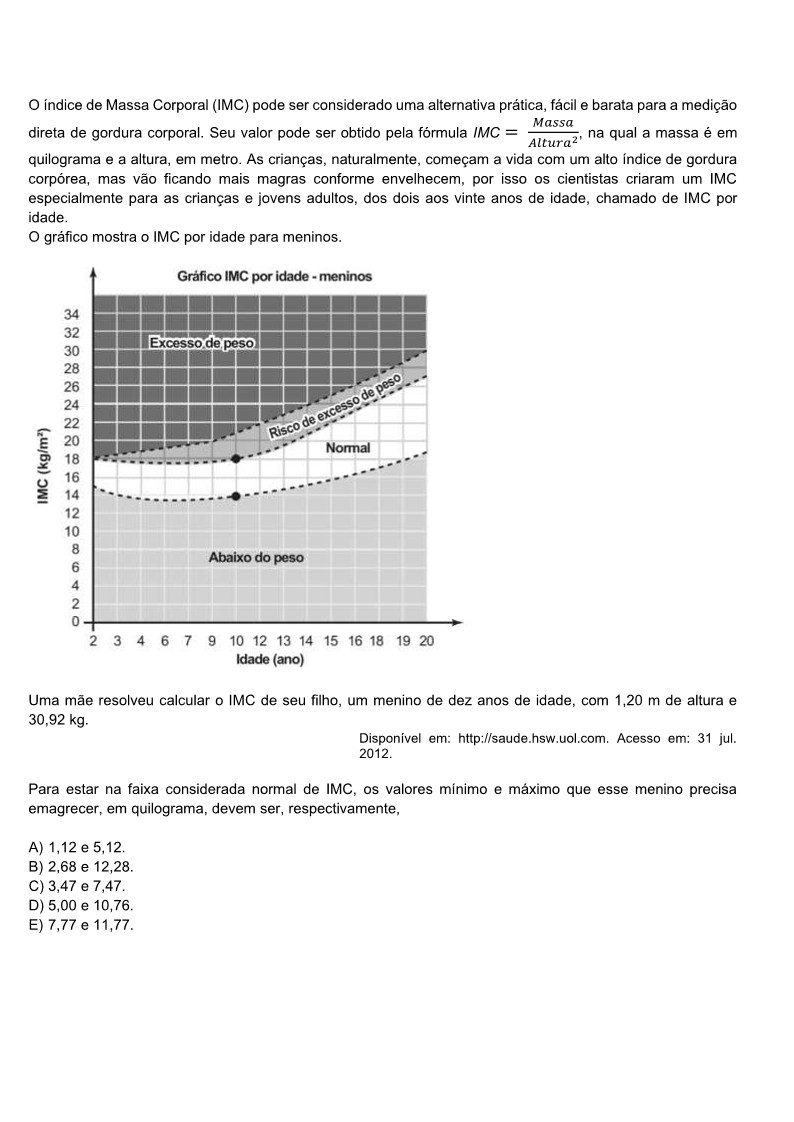 O índice de Massa Corporal (IMC) pode ser considerado uma alternativa prática, fácil e barata para a medição
direta de gordura corporal. Seu valor pode ser obtido pela fórmula IMC = Massa/Altura², na qual a massa é em
quilograma e a altura, em metro. As crianças, naturalmente, começam a vida com um alto índice de gordura
corpórea, mas vão ficando mais magras conforme envelhecem, por isso os cientistas criaram um IMC
especialmente para as crianças e jovens adultos, dos dois aos vinte anos de idade, chamado de IMC por
idade.
O gráfico mostra o IMC por idade para meninos.
Gráfico IMC por idade - meninos
34
32
30
28
26
24
22
20
18
16
14
12
10
8
6
4
2
0
IMC (kg/m²)
Excesso de peso
Risco de excesso de peso
Normal
Abaixo do peso
2 3 4 6 7 9 10 12 13 14 15 16 18 19 20
Idade (ano)
Uma mãe resolveu calcular o IMC de seu filho, um menino de dez anos de idade, com 1,20 m de altura e
30,92 kg.
Disponível em: http://saude.hsw.uol.com. Acesso em: 31 jul.
2012.
Para estar na faixa considerada normal de IMC, os valores mínimo e máximo que esse menino precisa
emagrecer, em quilograma, devem ser, respectivamente,
A) 1,12 e 5,12.
B) 2,68 e 12,28.
C) 3,47 e 7,47.
D) 5,00 e 10,76.
E) 7,77 e 11,77.